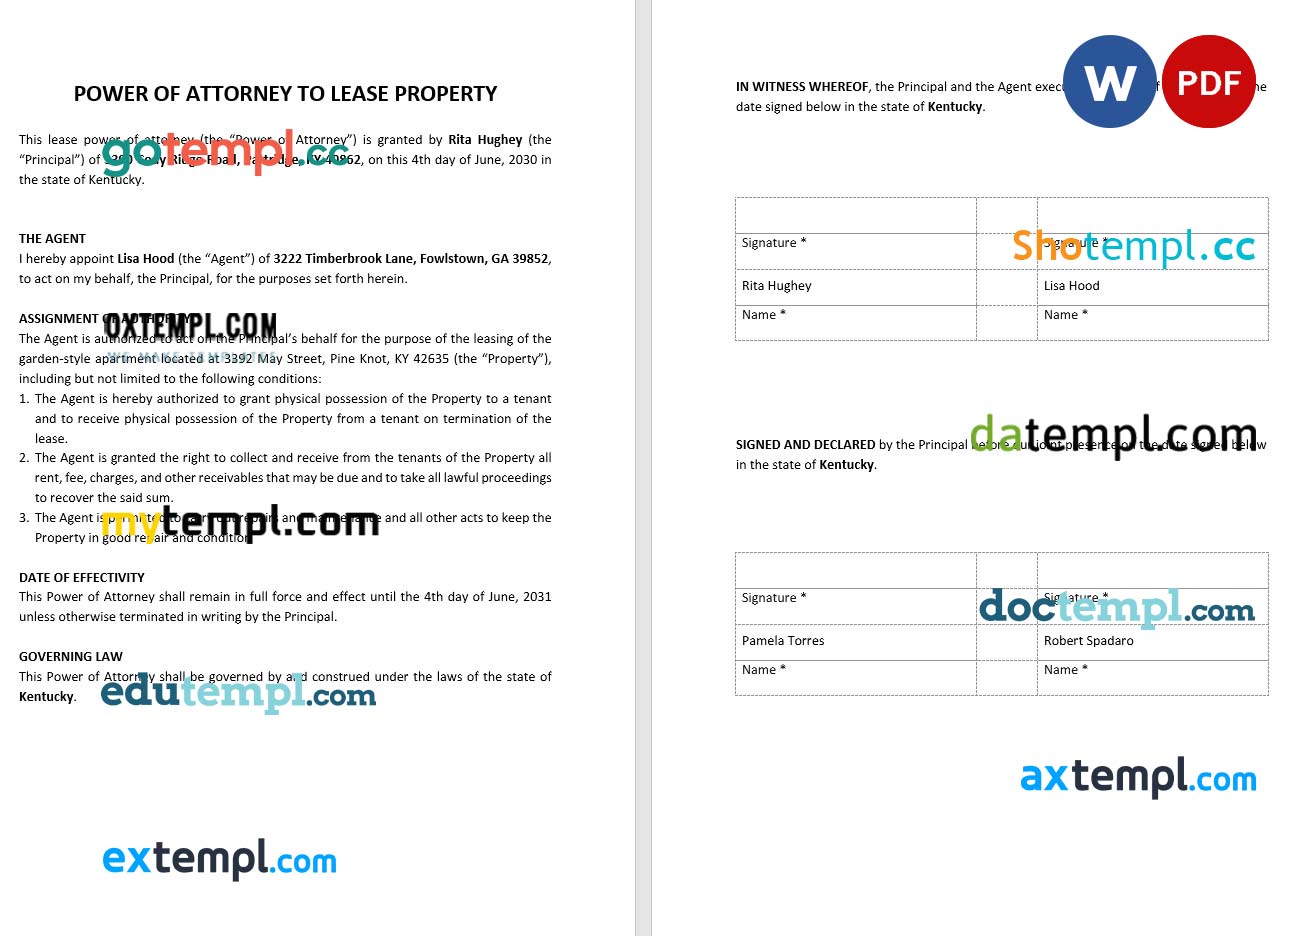 POWER OF ATTORNEY TO LEASE PROPERTY
This lease power of attorney (the “Power of Attorney”) is granted by Rita Hughey (the
“Principal”) of Ridge Road, Partridge, KY 40862, on this 4th day of June, 2030 in
the state of Kentucky.
gotempl.cc
THE AGENT
I hereby appoint Lisa Hood (the “Agent”) of 3222 Timberbrook Lane, Fowlstown, GA 39852,
to act on my behalf, the Principal, for the purposes set forth herein.
ASSIGNMENT OF AUTHORITY
UXTEMPL.COM
WE MAKE TEMPLATES
The Agent is authorized to act on the Principal’s behalf for the purpose of the leasing of the
garden-style apartment located at 3392 May Street, Pine Knot, KY 42635 (the “Property”),
including but not limited to the following conditions:
1. The Agent is hereby authorized to grant physical possession of the Property to a tenant
and to receive physical possession of the Property from a tenant on termination of the
lease.
2. The Agent is granted the right to collect and receive from the tenants of the Property all
rent, fee, charges, and other receivables that may be due and to take all lawful proceedings
to recover the said sum.
3. The Agent is permitted to carry out repairs and maintenance and all other acts to keep the
Property in good repair and condition
mytempl.com
DATE OF EFFECTIVITY
This Power of Attorney shall remain in full force and effect until the 4th day of June, 2031
unless otherwise terminated in writing by the Principal.
GOVERNING LAW
This Power of Attorney shall be governed by and construed under the laws of the state of
Kentucky.
edutempl.com
extempl.com
IN WITNESS WHEREOF, the Principal and the Agent
date signed below in the state of Kentucky.
W PDF
Signature * Signature *
Shotempl.cc
Rita Hughey Lisa Hood
Name * Name *
SIGNED AND DECLARED by the Principal before our joint presence on the date signed below
in the state of Kentucky.
datempl.com
Signature * Signature *
doctempl.com
Pamela Torres Robert Spadaro
Name * Name *
axtempl.com